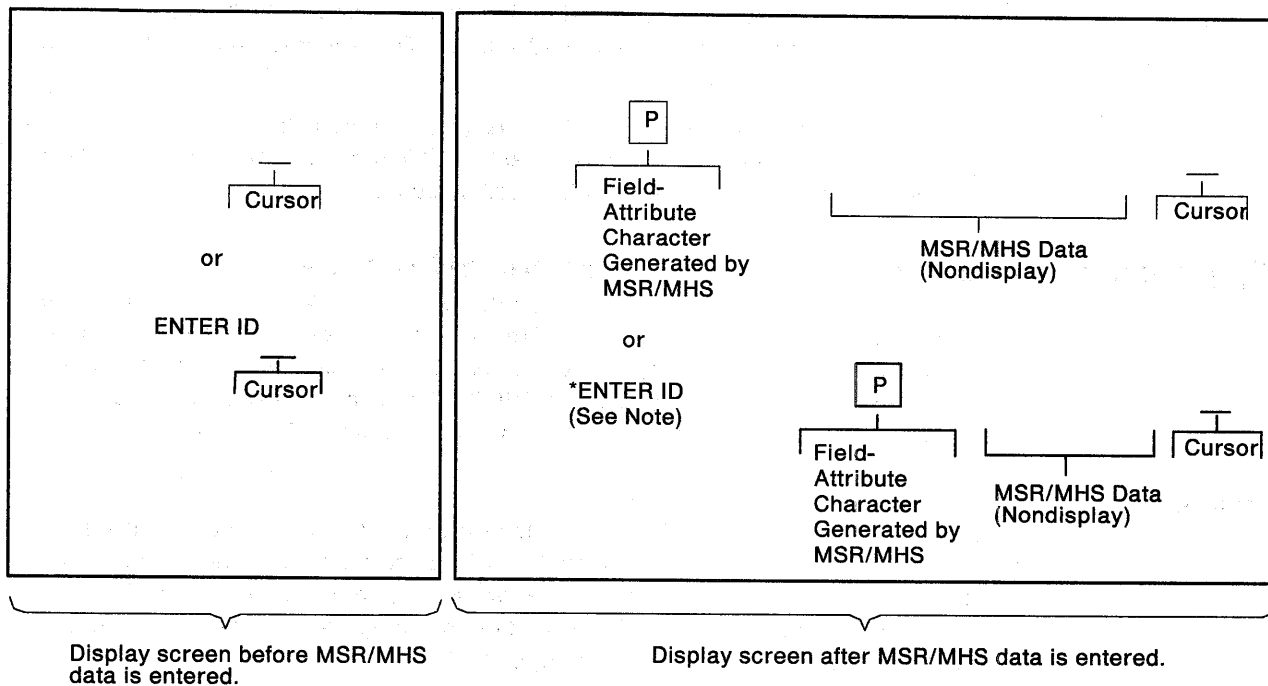 Cursor
or
ENTER ID
Cursor
P
Field-
Attribute
Character
Generated by
MSR/MHS
MSR/MHS Data
(Nondisplay)
Cursor
or
*ENTER ID
(See Note)
P
Field-
Attribute
Character
Generated by
MSR/MHS
MSR/MHS Data
(Nondisplay)
Cursor
Display screen before MSR/MHS
data is entered.
Display screen after MSR/MHS data is entered.